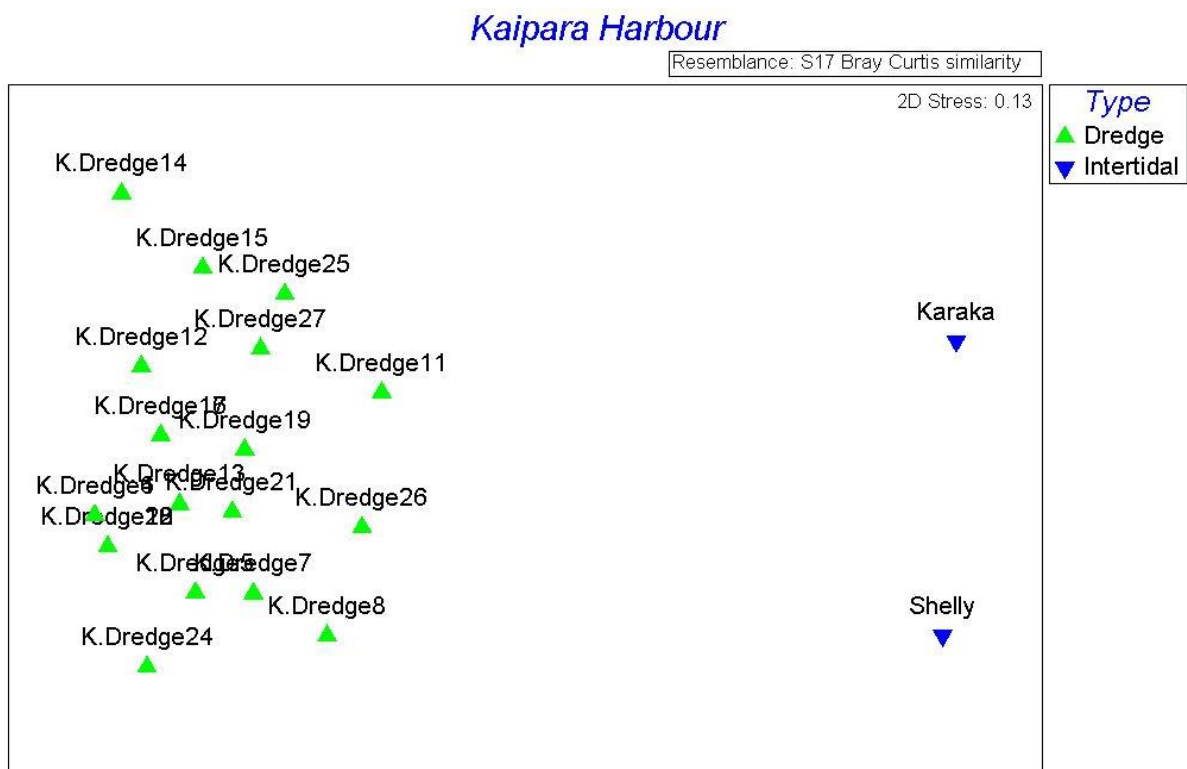 Kaipara Harbour
Resemblance: S17 Bray Curtis similarity
2D Stress: 0.13
Type
Dredge
Intertidal
K.Dredge14
K.Dredge15
K.Dredge25
K.Dredge27
Karaka
K.Dredge12
K.Dredge11
K.Dredge19
K.Dredge13
K.Dredge21
K.Dredge26
K.Dredge5
K.Dredge7
K.Dredge8
Shelly
K.Dredge24